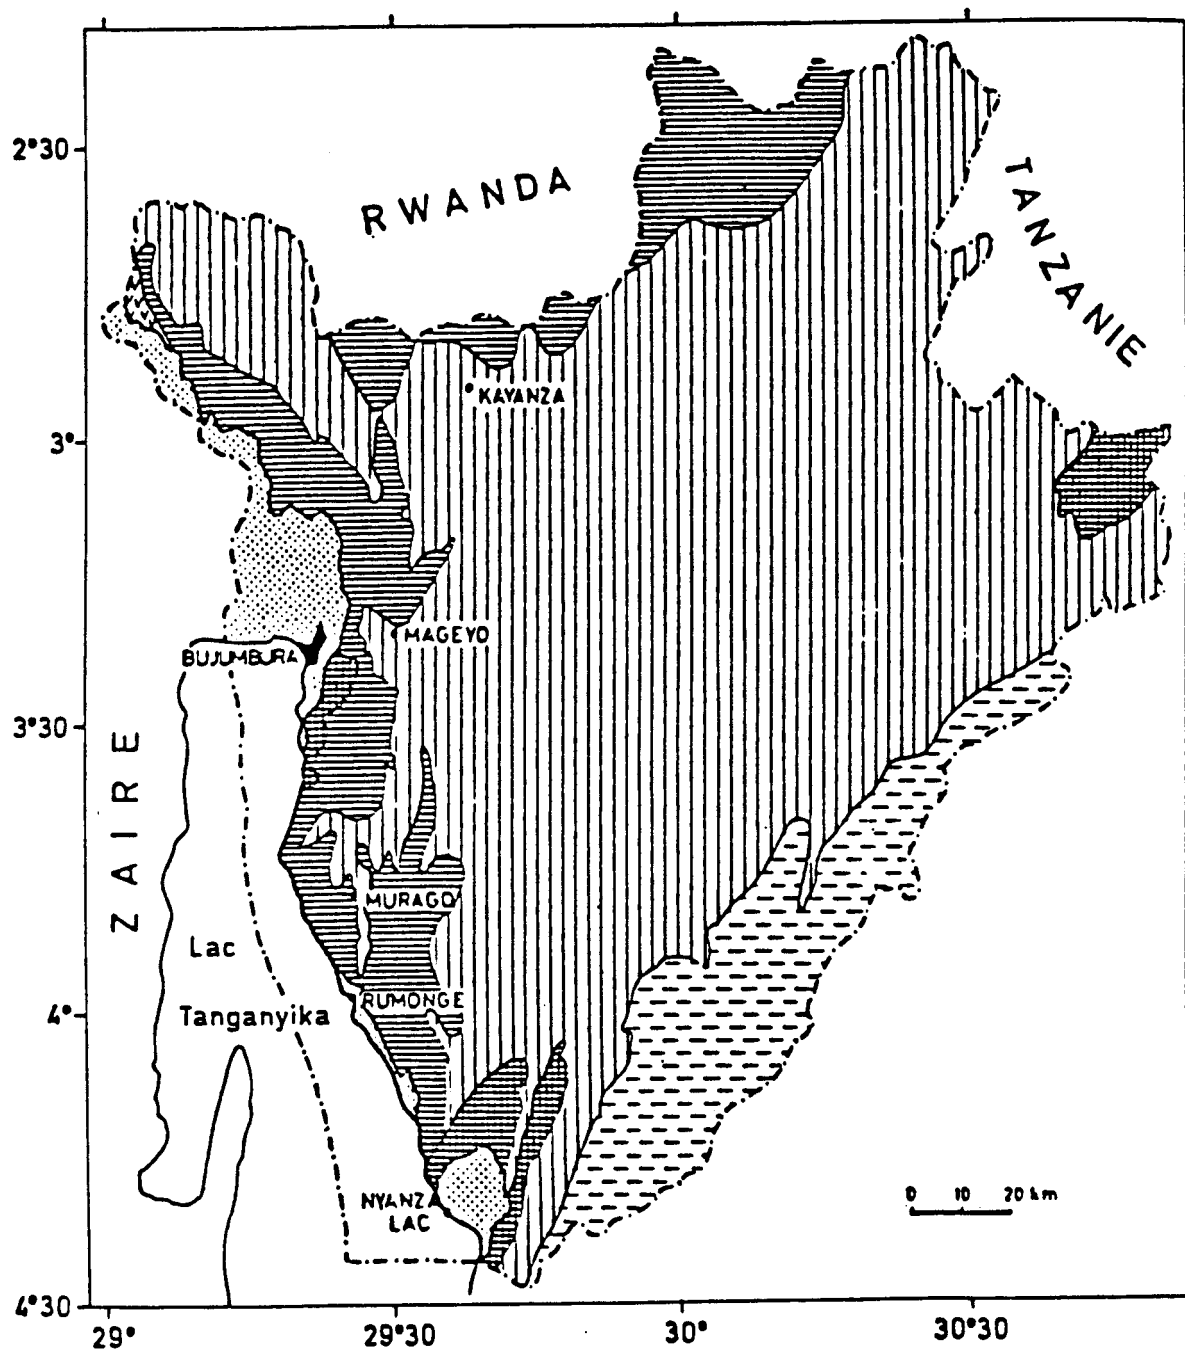 2°30
RWANDA
TANZANIE
KAYANZA
3°
MAGEYO
BUJUMBURA
3°30
ZAIRE
MURAGO
Lac
Tanganyika
RUMONGE
4°
NYANZA
LAC
0 10 20 km
4°30
29° 29°30 30° 30°30